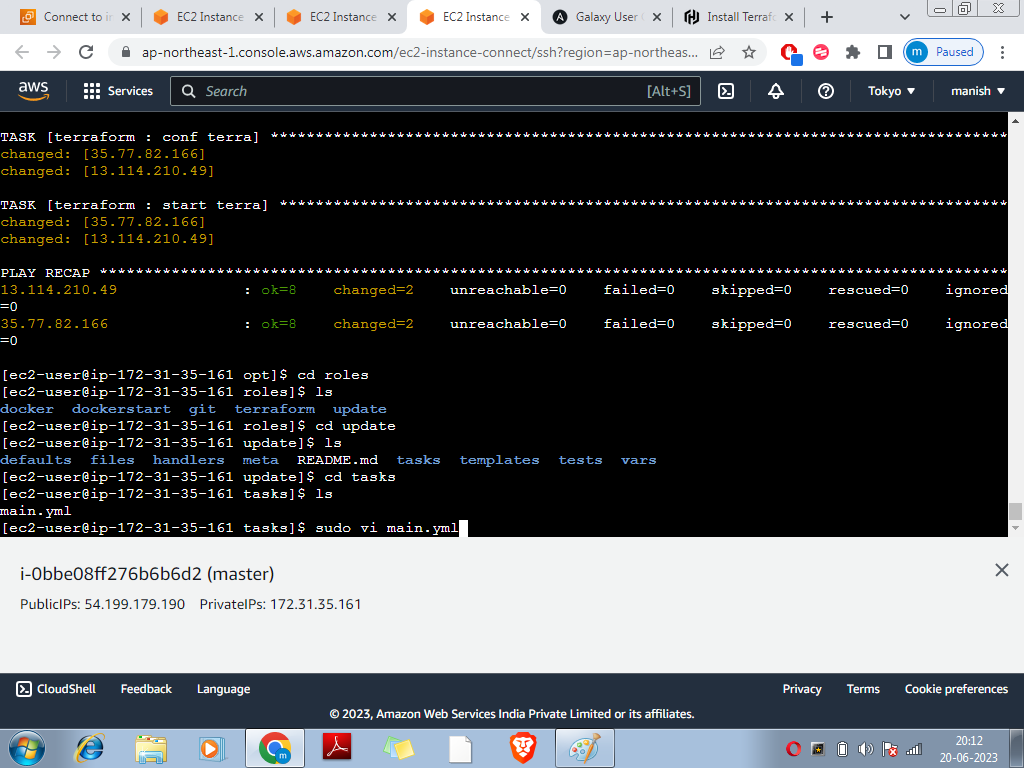 Connect to in
EC2 Instance
EC2 Instance
EC2 Instance
Galaxy User
Install Terraf
ap-northeast-1.console.aws.amazon.com/ec2-instance-connect/ssh?region=ap-northeas...
m Paused
aws
Services
Search
[Alt+S]
Tokyo
manish
TASK [terraform : conf terra] **********************************************************************************
changed: [35.77.82.166]
changed: [13.114.210.49]
TASK [terraform : start terra] *********************************************************************************
changed: [35.77.82.166]
changed: [13.114.210.49]
PLAY RECAP *****************************************************************************************************
13.114.210.49 : ok=8 changed=2 unreachable=0 failed=0 skipped=0 rescued=0 ignored
=0
35.77.82.166 : ok=8 changed=2 unreachable=0 failed=0 skipped=0 rescued=0 ignored
=0
[ec2-user@ip-172-31-35-161 opt]$ cd roles
[ec2-user@ip-172-31-35-161 roles]$ ls
docker dockerstart git terraform update
[ec2-user@ip-172-31-35-161 roles]$ cd update
[ec2-user@ip-172-31-35-161 update]$ ls
defaults files handlers meta README.md tasks templates tests vars
[ec2-user@ip-172-31-35-161 update]$ cd tasks
[ec2-user@ip-172-31-35-161 tasks]$ ls
main.yml
[ec2-user@ip-172-31-35-161 tasks]$ sudo vi main.yml
i-0bbe08ff276b6b6d2 (master)
PublicIPs: 54.199.179.190 PrivateIPs: 172.31.35.161
CloudShell
Feedback
Language
Privacy
Terms
Cookie preferences
© 2023, Amazon Web Services India Private Limited or its affiliates.
m
20:12
20-06-2023